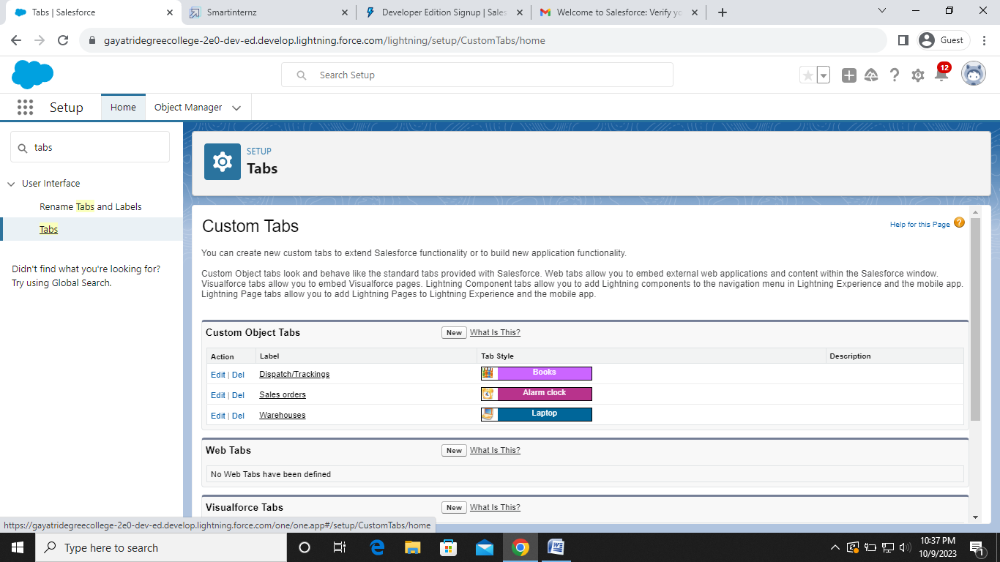 Tabs | Salesforce
Smartinternz
Developer Edition Signup | Sales
Welcome to Salesforce: Verify yo
gayatridegreecollege-2e0-dev-ed.develop.lightning.force.com/lightning/setup/CustomTabs/home
Guest
Search Setup
12
Setup
Home
Object Manager
tabs
User Interface
Rename Tabs and Labels
Tabs
Didn't find what you're looking for?
Try using Global Search.
SETUP
Tabs
Custom Tabs
Help for this Page
You can create new custom tabs to extend Salesforce functionality or to build new application functionality.
Custom Object tabs look and behave like the standard tabs provided with Salesforce. Web tabs allow you to embed external web applications and content within the Salesforce window.
Visualforce tabs allow you to embed Visualforce pages. Lightning Component tabs allow you to add Lightning components to the navigation menu in Lightning Experience and the mobile app.
Lightning Page tabs allow you to add Lightning Pages to Lightning Experience and the mobile app.
Custom Object Tabs New What Is This?
Action Label Tab Style Description
Edit | Del Dispatch/Trackings Books
Edit | Del Sales orders Alarm clock
Edit | Del Warehouses Laptop
Web Tabs New What Is This?
No Web Tabs have been defined
Visualforce Tabs New What Is This?
https://gayatridegreecollege-2e0-dev-ed.develop.lightning.force.com/one/one.app#/setup/CustomTabs/home
Type here to search
10:37 PM
10/9/2023
1